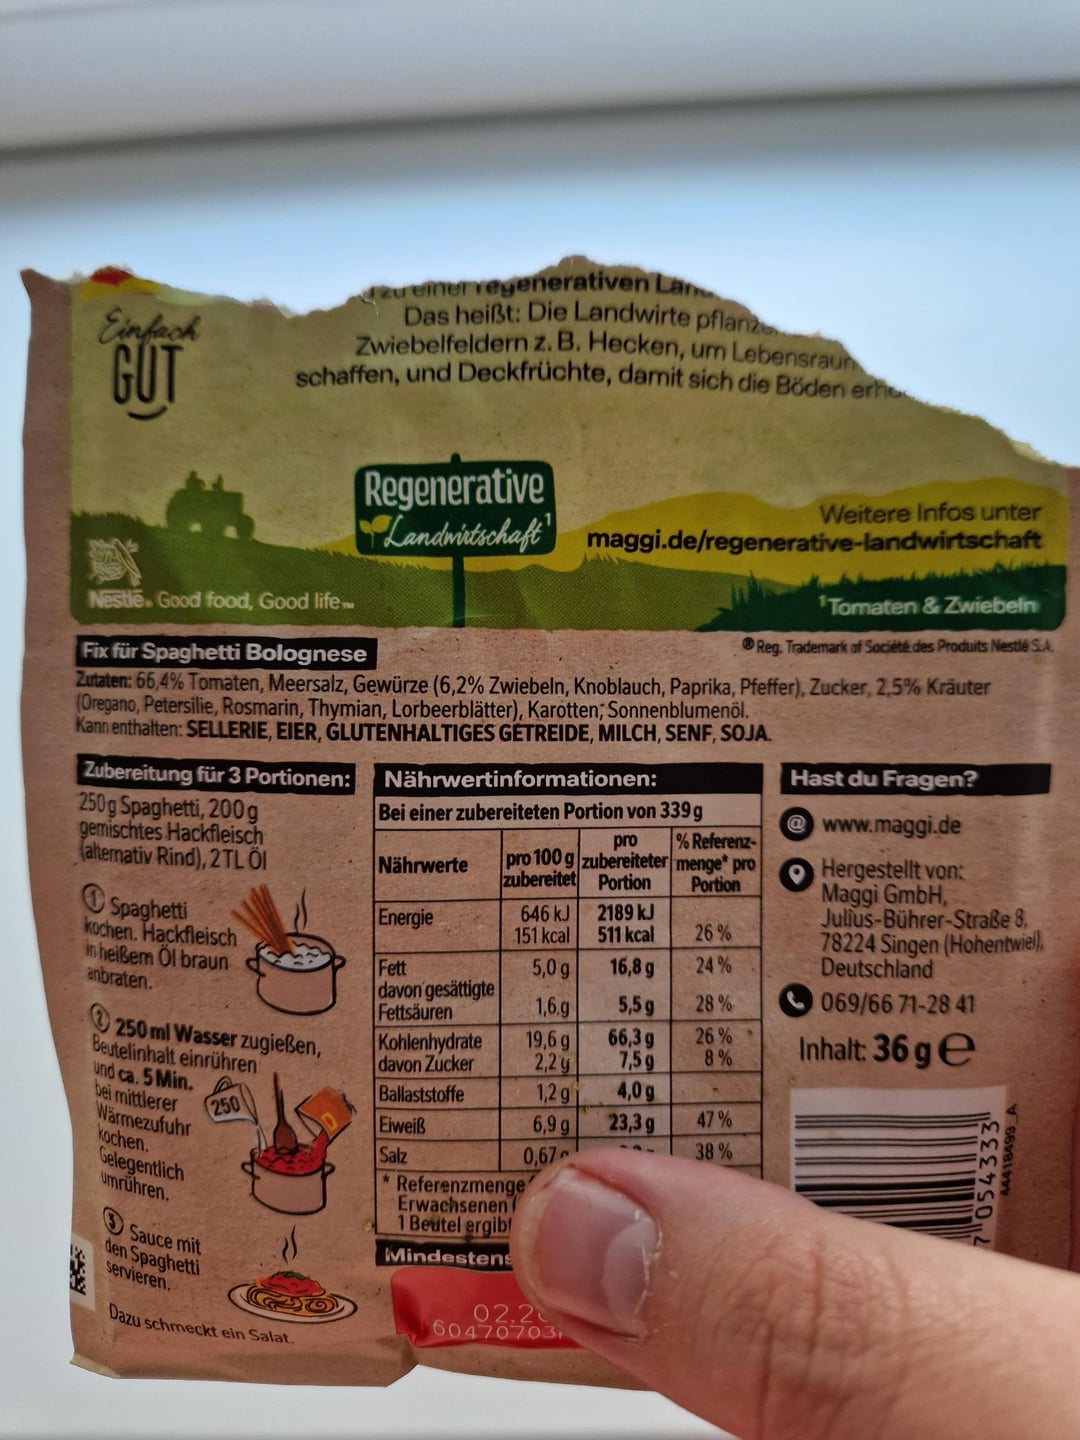 Einfach
GUT
zu einer regenerativen
Das heißt: Die Landwirte
Zwiebelfeldern z. B. Hecken, um
schaffen, und Deckfrüchte, damit sich die Böden
Regenerative
Landwirtschaft¹
Weitere Infos unter
maggi.de/regenerative-landwirtschaft
Nestlé. Good food, Good life™
¹Tomaten & Zwiebeln
® Reg. Trademark of Société des Produits Nestlé S.A.
Fix für Spaghetti Bolognese
Zutaten: 66,4% Tomaten, Meersalz, Gewürze (6,2% Zwiebeln, Knoblauch, Paprika, Pfeffer), Zucker, 2,5% Kräuter
(Oregano, Petersilie, Rosmarin, Thymian, Lorbeerblätter), Karotten, Sonnenblumenöl.
Kann enthalten: SELLERIE, EIER, GLUTENHALTIGES GETREIDE, MILCH, SENF, SOJA.
Zubereitung für 3 Portionen:
250g Spaghetti, 200g
gemischtes Hackfleisch
(alternativ Rind), 2 TL Öl
1 Spaghetti
kochen. Hackfleisch
in heißem Öl braun
anbraten.
2 250 ml Wasser zugießen,
Beutelinhalt einrühren
und ca. 5 Min.
bei mittlerer
Wärmezufuhr
kochen.
Gelegentlich
umrühren.
250
3 Sauce mit
den Spaghetti
servieren.
Dazu schmeckt ein Salat.
Nährwertinformationen:
Bei einer zubereiteten Portion von 339 g
Nährwerte pro 100 g zubereitet pro zubereiteter Portion % Referenz-menge* pro Portion
Energie 646 kJ 2189 kJ
151 kcal 511 kcal 26 %
Fett 5,0 g 16,8 g 24 %
davon gesättigte
Fettsäuren 1,6 g 5,5 g 28 %
Kohlenhydrate 19,6 g 66,3 g 26 %
davon Zucker 2,2 g 7,5 g 8 %
Ballaststoffe 1,2 g 4,0 g -
Eiweiß 6,9 g 23,3 g 47 %
Salz 0,67 38 %
* Referenzmenge
Erwachsenen
1 Beutel ergibt
Mindestens
02.2
60470703
Hast du Fragen?
@ www.maggi.de
Hergestellt von:
Maggi GmbH,
Julius-Bührer-Straße 8,
78224 Singen (Hohentwiel),
Deutschland
069/66 71-28 41
Inhalt: 36 g e
7 054333
44418499_A